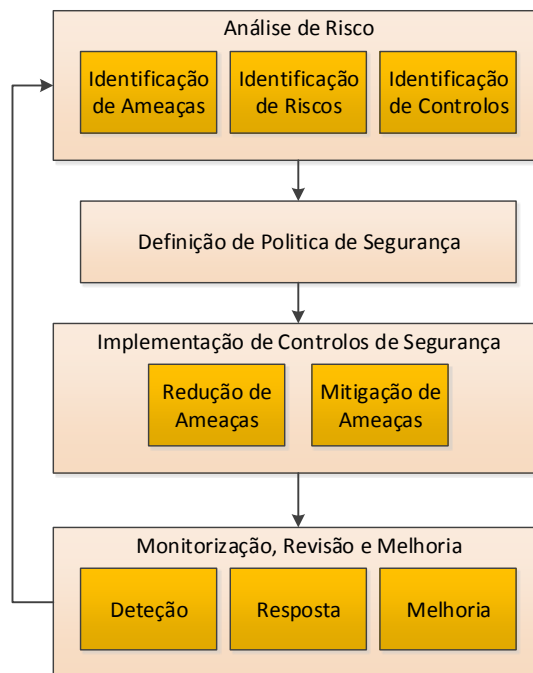 Análise de Risco
Identificação
de Ameaças
Identificação
de Riscos
Identificação
de Controlos
Definição de Politica de Segurança
Implementação de Controlos de Segurança
Redução de
Ameaças
Mitigação de
Ameaças
Monitorização, Revisão e Melhoria
Deteção
Resposta
Melhoria